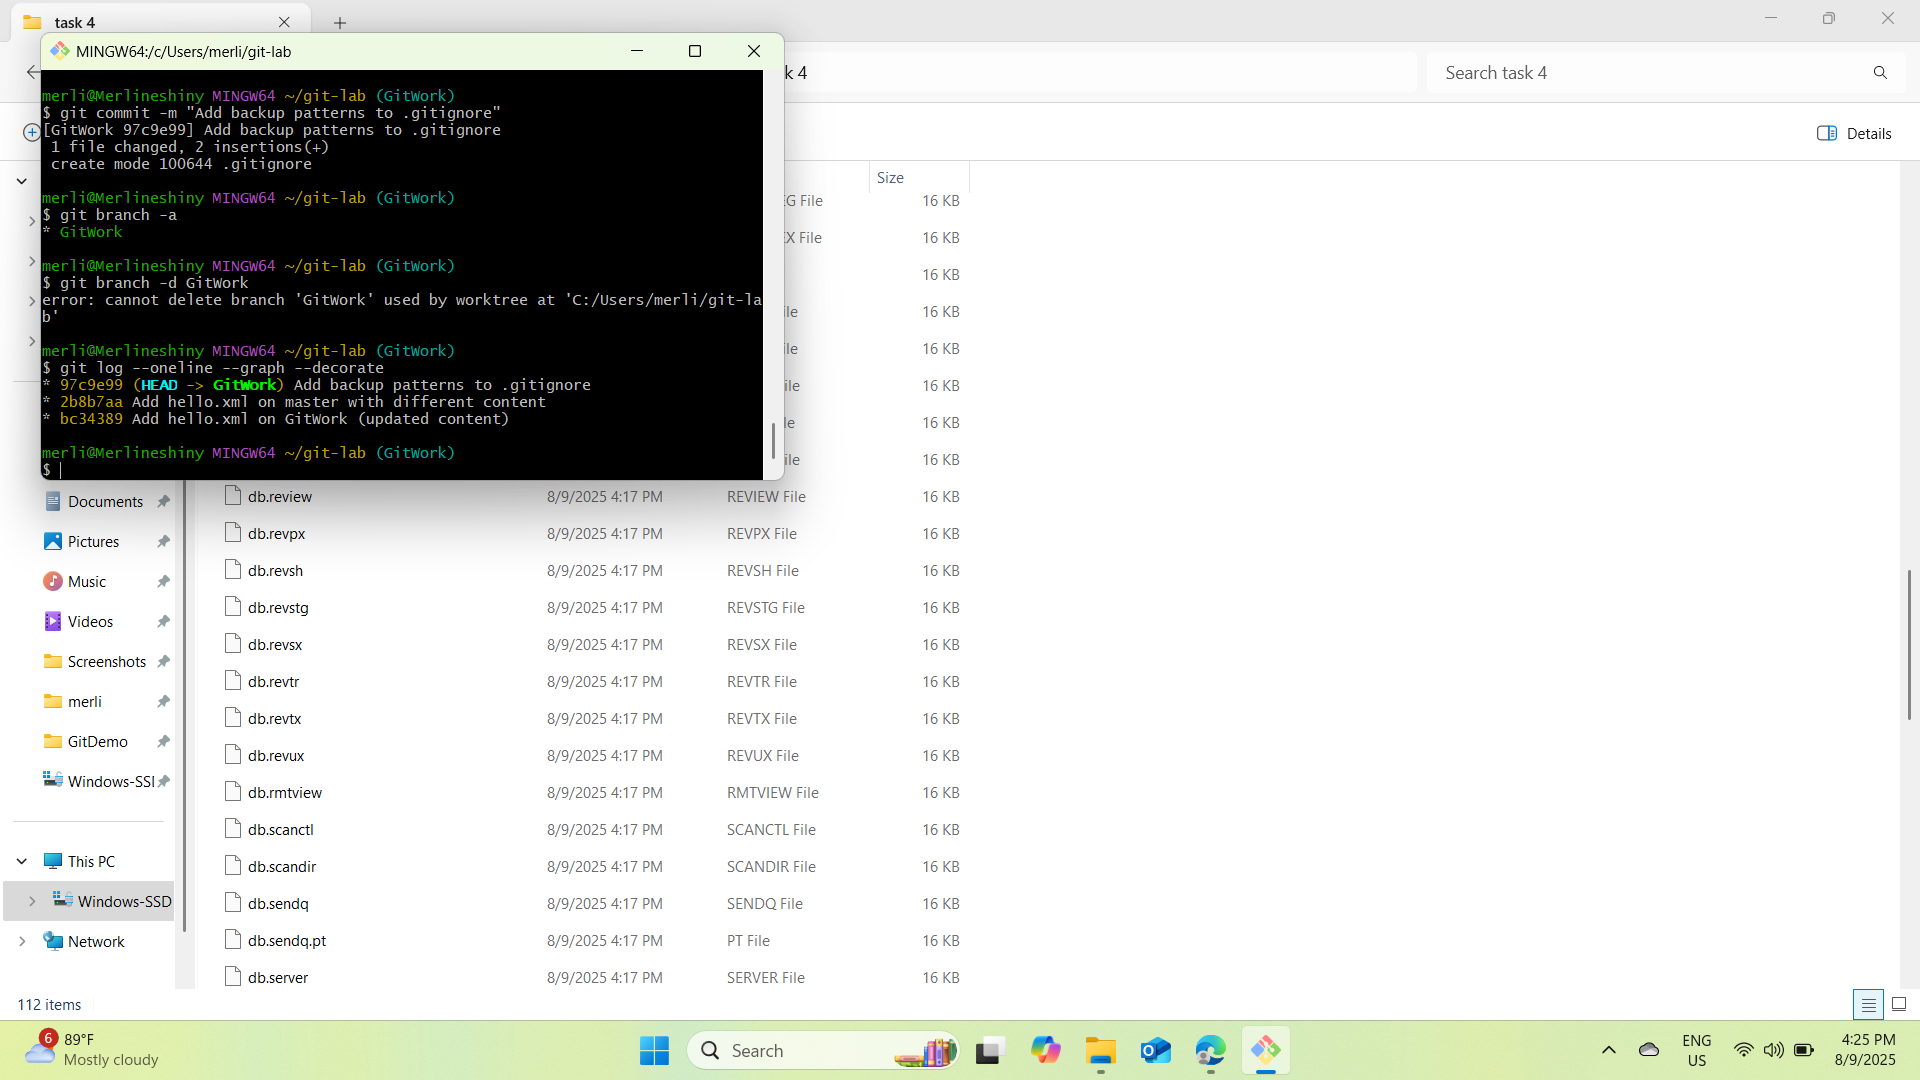 task 4
MINGW64:/c/Users/merli/git-lab
k 4
Search task 4
merli@Merlineshiny MINGW64 ~/git-lab (GitWork)
$ git commit -m "Add backup patterns to .gitignore"
[GitWork 97c9e99] Add backup patterns to .gitignore
1 file changed, 2 insertions(+)
create mode 100644 .gitignore
merli@Merlineshiny MINGW64 ~/git-lab (GitWork)
$ git branch -a
* GitWork
merli@Merlineshiny MINGW64 ~/git-lab (GitWork)
$ git branch -d GitWork
error: cannot delete branch 'GitWork' used by worktree at 'C:/Users/merli/git-la
b'
merli@Merlineshiny MINGW64 ~/git-lab (GitWork)
$ git log --oneline --graph --decorate
* 97c9e99 (HEAD -> GitWork) Add backup patterns to .gitignore
* 2b8b7aa Add hello.xml on master with different content
* bc34389 Add hello.xml on GitWork (updated content)
merli@Merlineshiny MINGW64 ~/git-lab (GitWork)
$
Details
Size
G File 16 KB
X File 16 KB
16 KB
ile 16 KB
ile 16 KB
ile 16 KB
le 16 KB
ile 16 KB
db.review 8/9/2025 4:17 PM REVIEW File 16 KB
db.revpx 8/9/2025 4:17 PM REVPX File 16 KB
db.revsh 8/9/2025 4:17 PM REVSH File 16 KB
db.revstg 8/9/2025 4:17 PM REVSTG File 16 KB
db.revsx 8/9/2025 4:17 PM REVSX File 16 KB
db.revtr 8/9/2025 4:17 PM REVTR File 16 KB
db.revtx 8/9/2025 4:17 PM REVTX File 16 KB
db.revux 8/9/2025 4:17 PM REVUX File 16 KB
db.rmtview 8/9/2025 4:17 PM RMTVIEW File 16 KB
db.scanctl 8/9/2025 4:17 PM SCANCTL File 16 KB
db.scandir 8/9/2025 4:17 PM SCANDIR File 16 KB
db.sendq 8/9/2025 4:17 PM SENDQ File 16 KB
db.sendq.pt 8/9/2025 4:17 PM PT File 16 KB
db.server 8/9/2025 4:17 PM SERVER File 16 KB
Documents
Pictures
Music
Videos
Screenshots
merli
GitDemo
Windows-SSI
This PC
Windows-SSD
Network
112 items
6
89°F
Mostly cloudy
Search
ENG
US
4:25 PM
8/9/2025